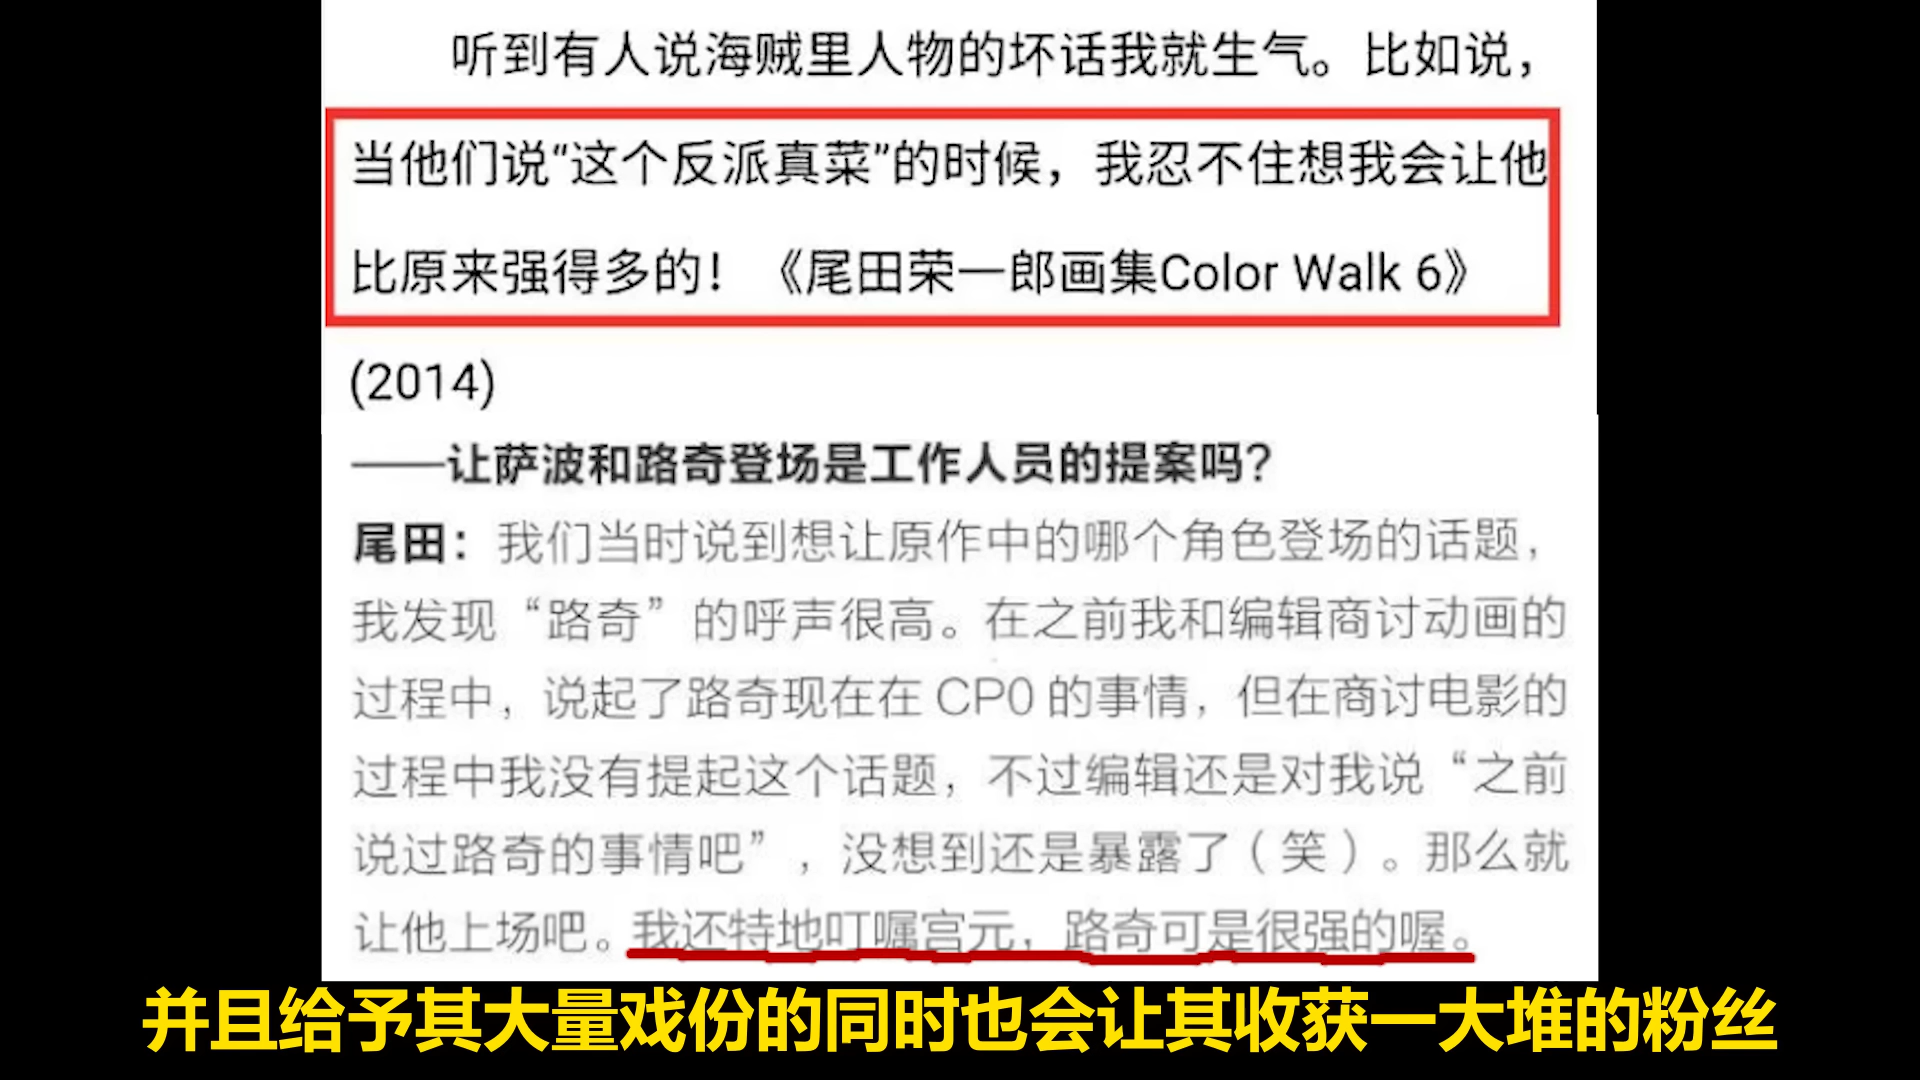 听到有人说海贼里人物的坏话我就生气。比如说，
当他们说“这个反派真菜”的时候，我忍不住想我会让他
比原来强得多的！《尾田荣一郎画集Color Walk 6》
(2014)
——让萨波和路奇登场是工作人员的提案吗？
尾田：我们当时说到想让原作中的哪个角色登场的话题，
我发现“路奇”的呼声很高。在之前我和编辑商讨动画的
过程中，说起了路奇现在在 CP0 的事情，但在商讨电影的
过程中我没有提起这个话题，不过编辑还是对我说“之前
说过路奇的事情吧”，没想到还是暴露了（笑）。那么就
让他上场吧。我还特地叮嘱宫元，路奇可是很强的喔。
并且给予其大量戏份的同时也会让其收获一大堆的粉丝